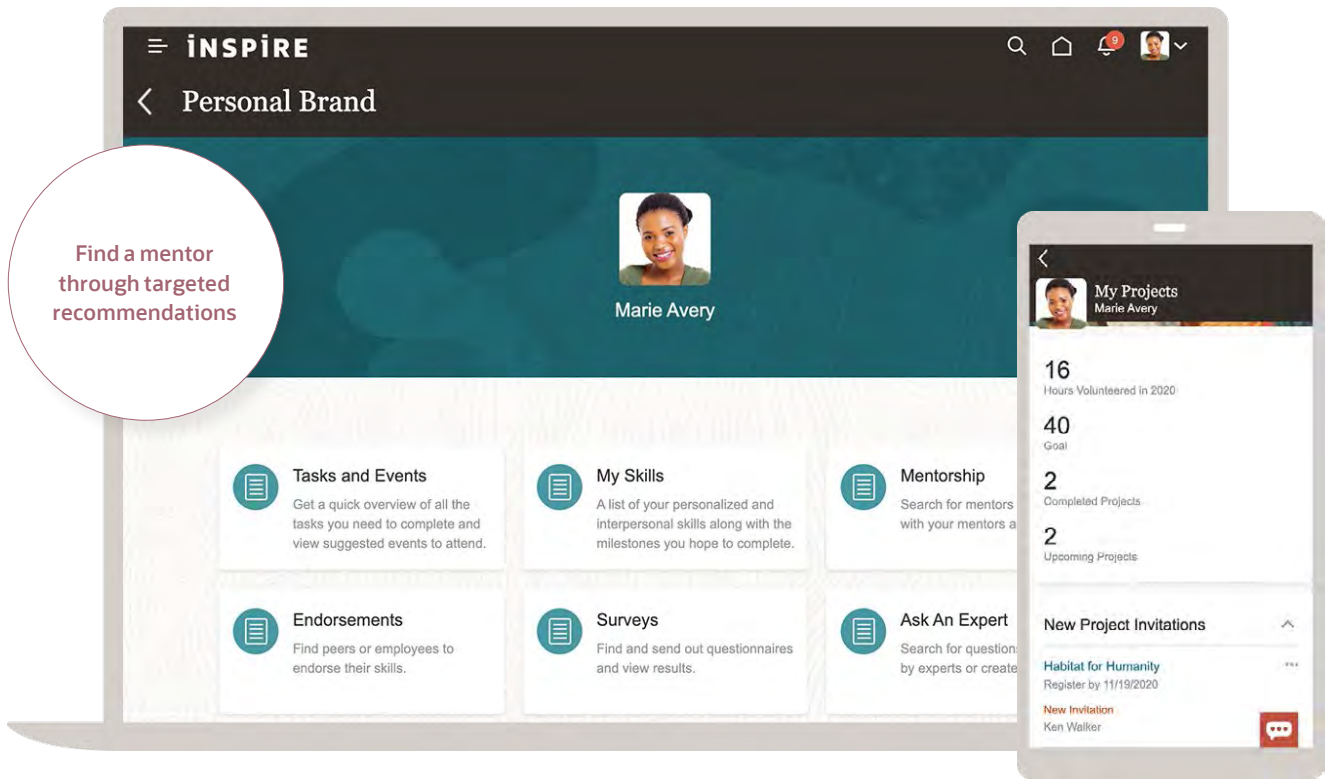 iNSPiRE
9
Personal Brand
Find a mentor
through targeted
recommendations
Marie Avery
Tasks and Events
Get a quick overview of all the
tasks you need to complete and
view suggested events to attend.
My Skills
A list of your personalized and
interpersonal skills along with the
milestones you hope to complete.
Mentorship
Search for mentors
with your mentors a
Endorsements
Find peers or employees to
endorse their skills.
Surveys
Find and send out questionnaires
and view results.
Ask An Expert
Search for question
by experts or create
My Projects
Marie Avery
16
Hours Volunteered in 2020
40
Goal
2
Completed Projects
2
Upcoming Projects
New Project Invitations
Habitat for Humanity
Register by 11/19/2020
New Invitation
Ken Walker